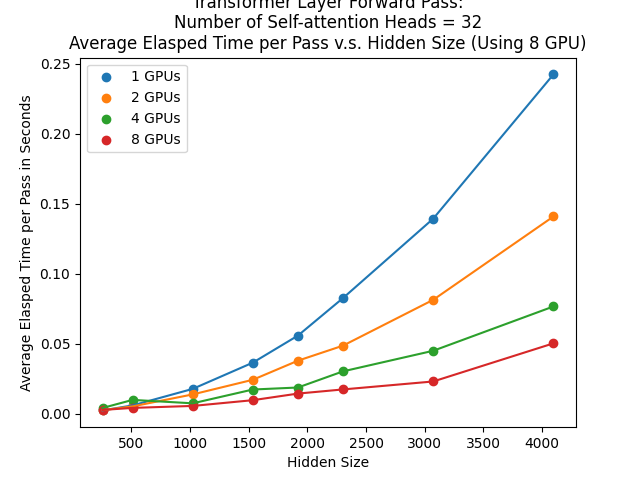 Transformer Layer Forward Pass:
Number of Self-attention Heads = 32
Average Elasped Time per Pass v.s. Hidden Size (Using 8 GPU)
1 GPUs
2 GPUs
4 GPUs
8 GPUs
Average Elasped Time per Pass in Seconds
0.25
0.20
0.15
0.10
0.05
0.00
500 1000 1500 2000 2500 3000 3500 4000
Hidden Size